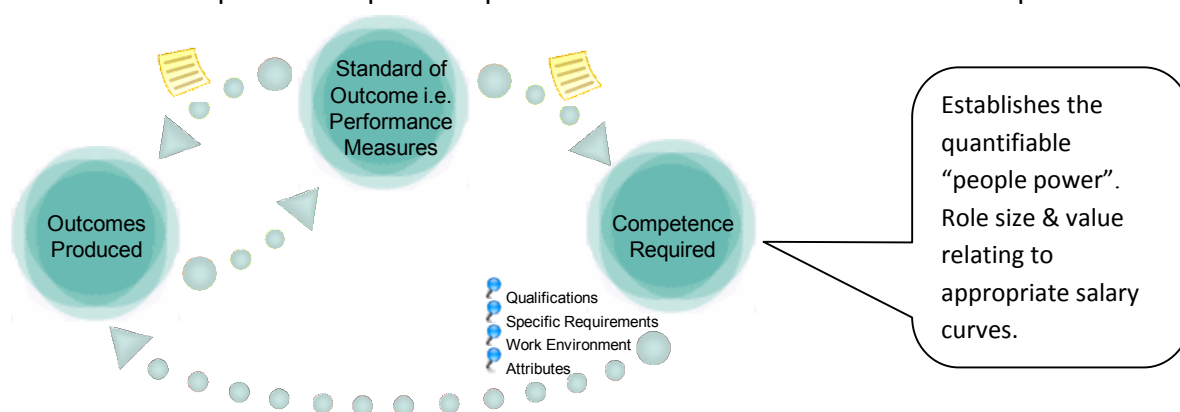 Standard of
Outcome i.e.
Performance
Measures
Outcomes
Produced
Competence
Required
Qualifications
Specific Requirements
Work Environment
Attributes
Establishes the
quantifiable
“people power”.
Role size & value
relating to
appropriate salary
curves.